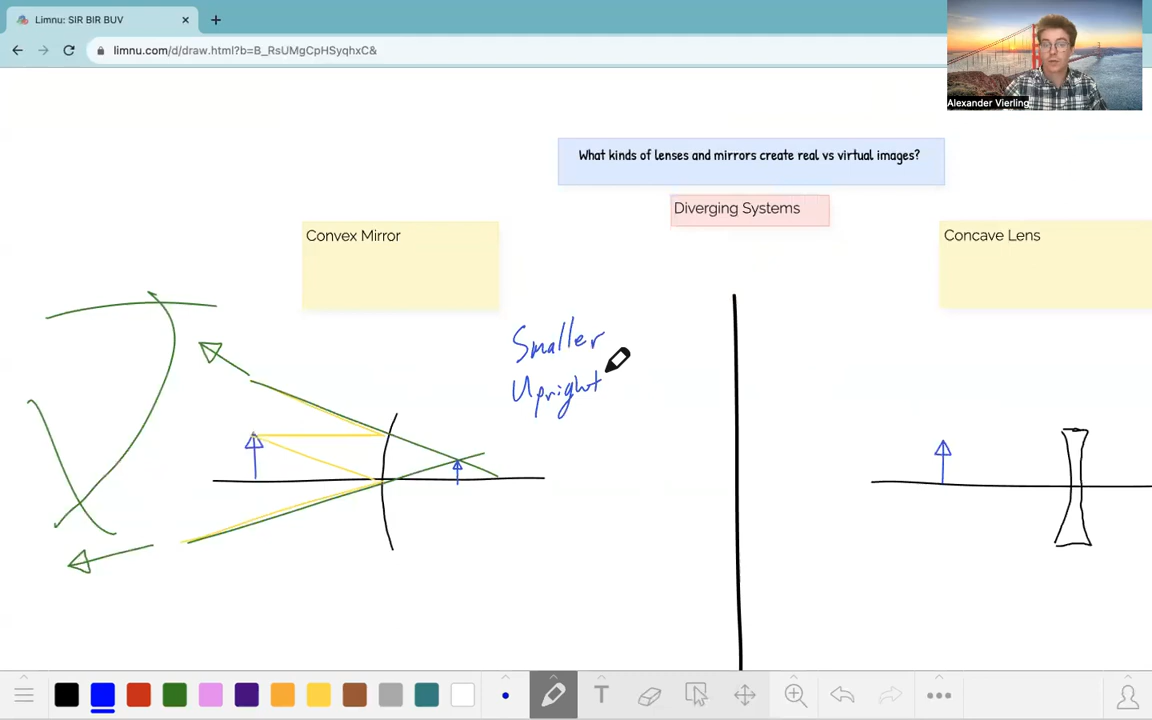 Limnu: SIR BIR BUV
limnu.com/d/draw.html?b=B_RsUMgCpHSyqhxC&
Alexander Vierling
What kinds of lenses and mirrors create real vs virtual images?
Diverging Systems
Convex Mirror
Concave Lens
Smaller
Upright
T